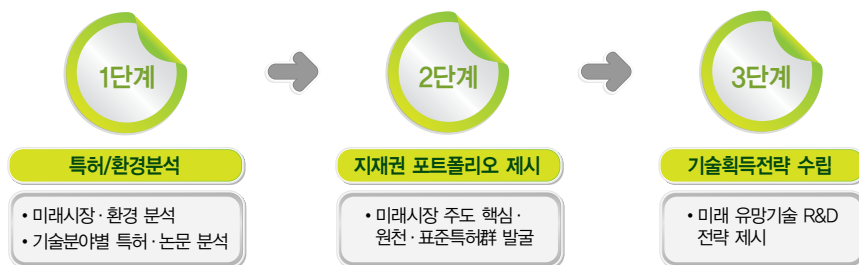 1단계
2단계
3단계
특허/환경분석
• 미래시장·환경 분석
• 기술분야별 특허·논문 분석
지재권 포트폴리오 제시
• 미래시장 주도 핵심·
원천·표준특허群 발굴
기술획득전략 수립
• 미래 유망기술 R&D
전략 제시